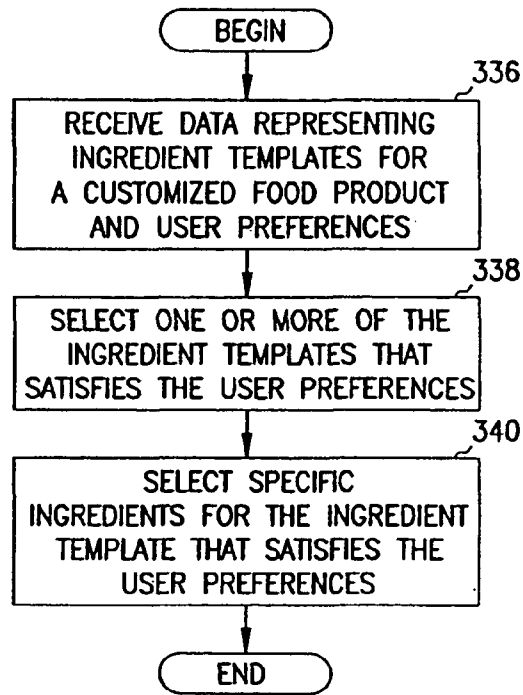 BEGIN
336
RECEIVE DATA REPRESENTING
INGREDIENT TEMPLATES FOR
A CUSTOMIZED FOOD PRODUCT
AND USER PREFERENCES
338
SELECT ONE OR MORE OF THE
INGREDIENT TEMPLATES THAT
SATISFIES THE USER PREFERENCES
340
SELECT SPECIFIC
INGREDIENTS FOR THE INGREDIENT
TEMPLATE THAT SATISFIES THE
USER PREFERENCES
END